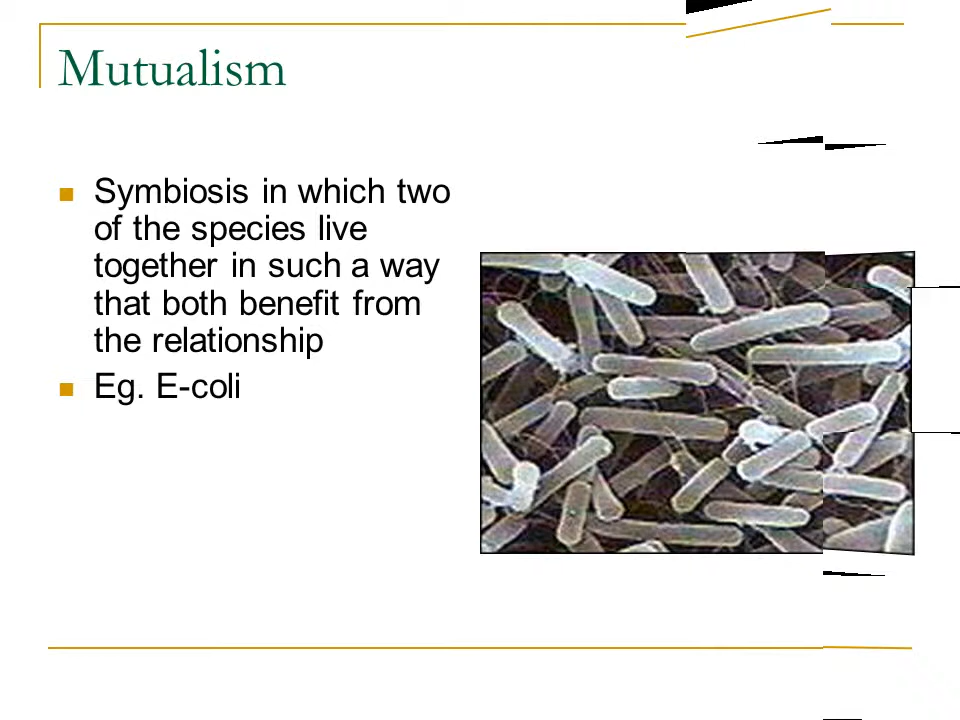 Mutualism
Symbiosis in which two
of the species live
together in such a way
that both benefit from
the relationship
Eg. E-coli